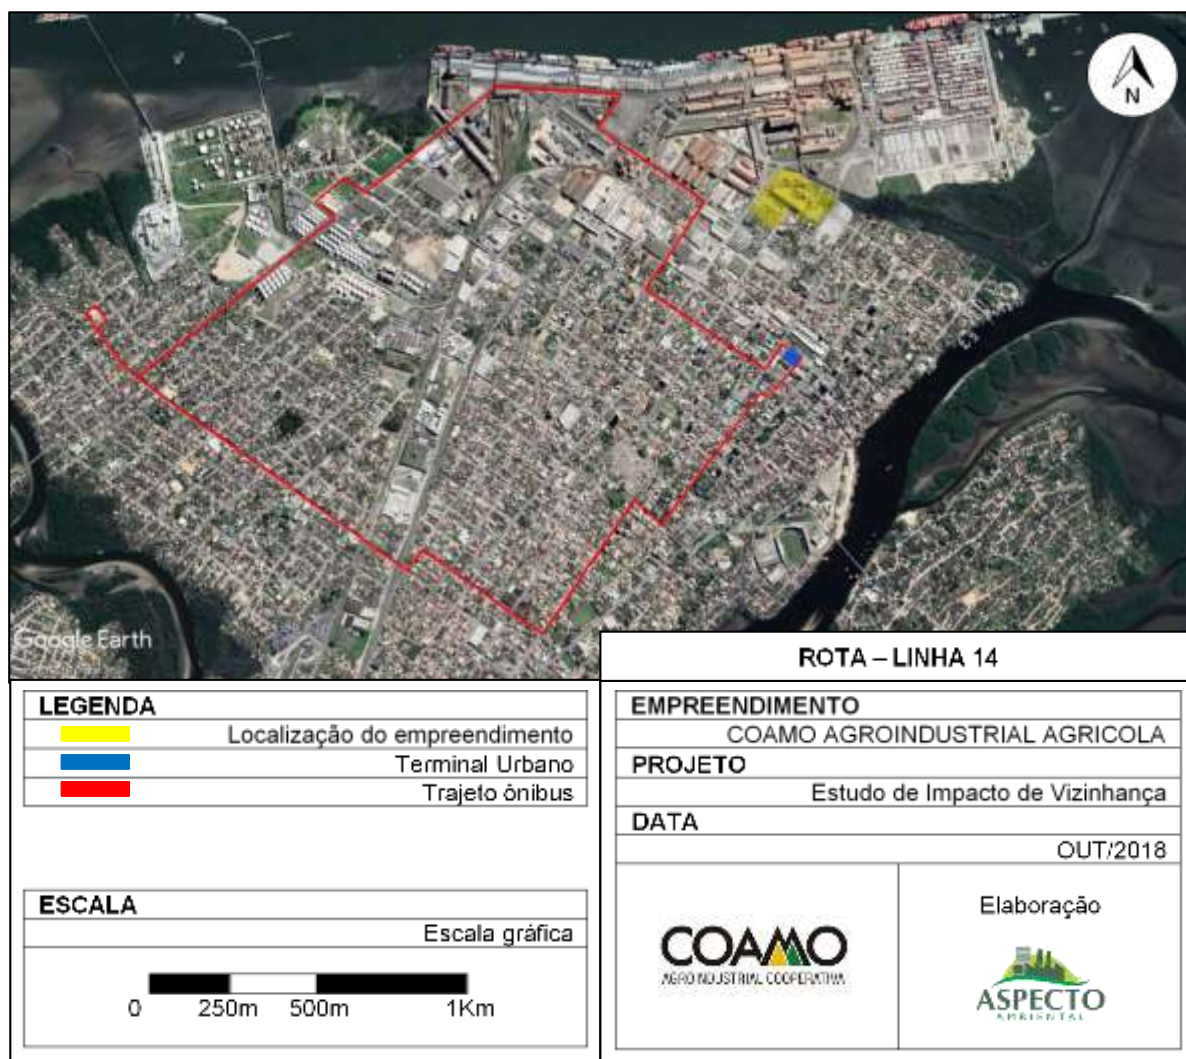 N
Google Earth
ROTA – LINHA 14
LEGENDA
Localização do empreendimento
Terminal Urbano
Trajeto ônibus
ESCALA
Escala gráfica
0 250m 500m 1Km
EMPREENDIMENTO
COAMO AGROINDUSTRIAL AGRICOLA
PROJETO
Estudo de Impacto de Vizinhança
DATA
OUT/2018
COAMO
AGROINDUSTRIAL COOPERATIVA
Elaboração
ASPECTO
AMBIENTAL